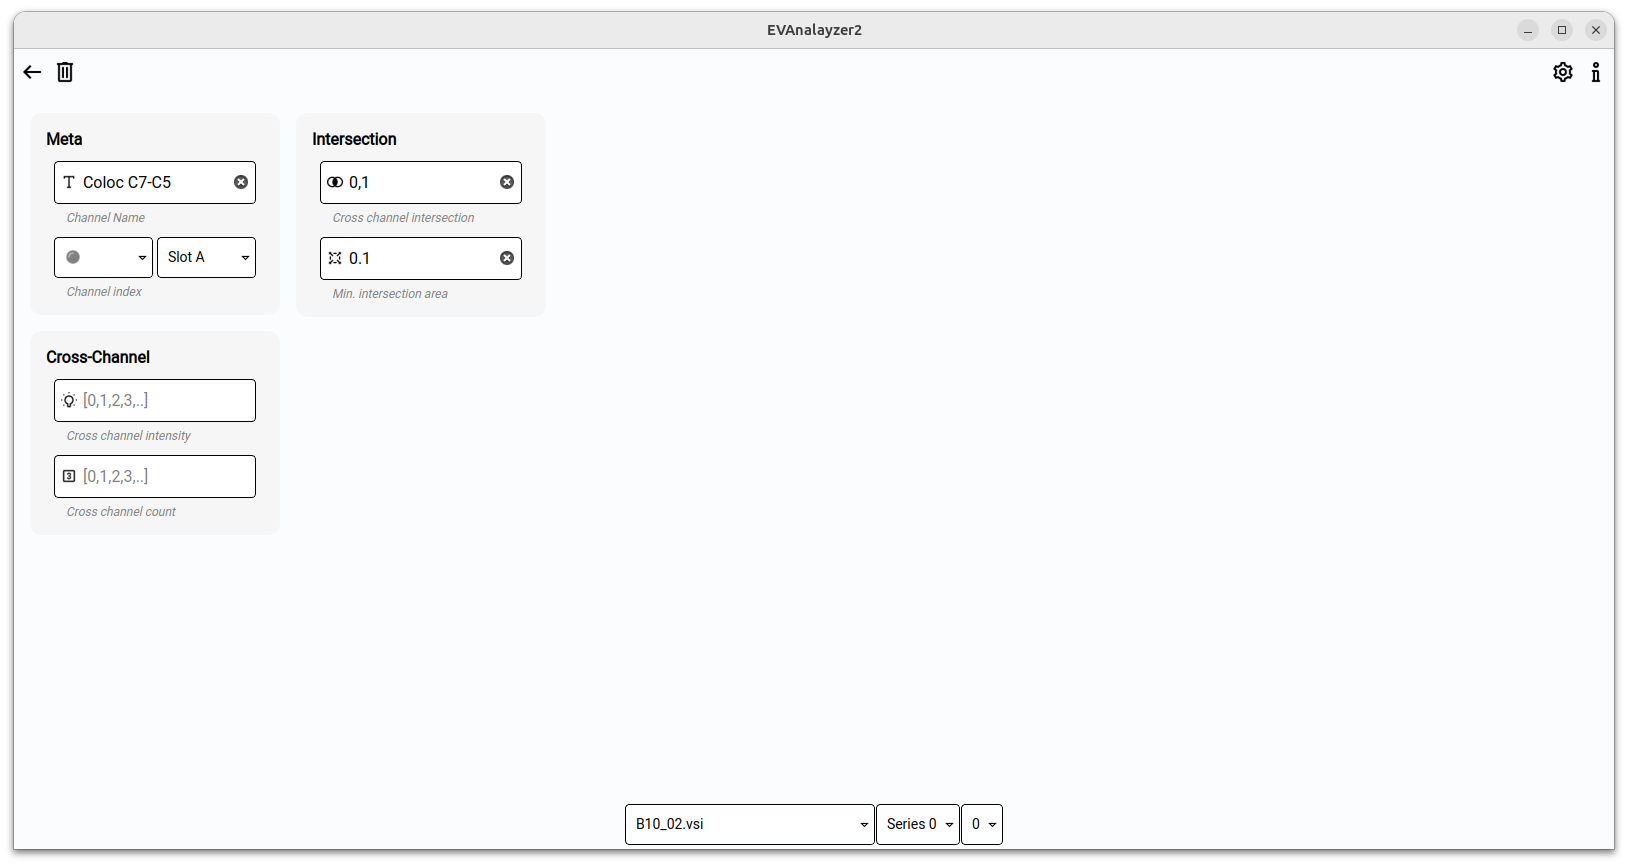 EVAnalayzer2
Meta
Coloc C7-C5
Channel Name
Slot A
Channel index
Intersection
0,1
Cross channel intersection
0.1
Min. intersection area
Cross-Channel
[0,1,2,3,..]
Cross channel intensity
3 [0,1,2,3,..]
Cross channel count
B10_02.vsi Series 0 0